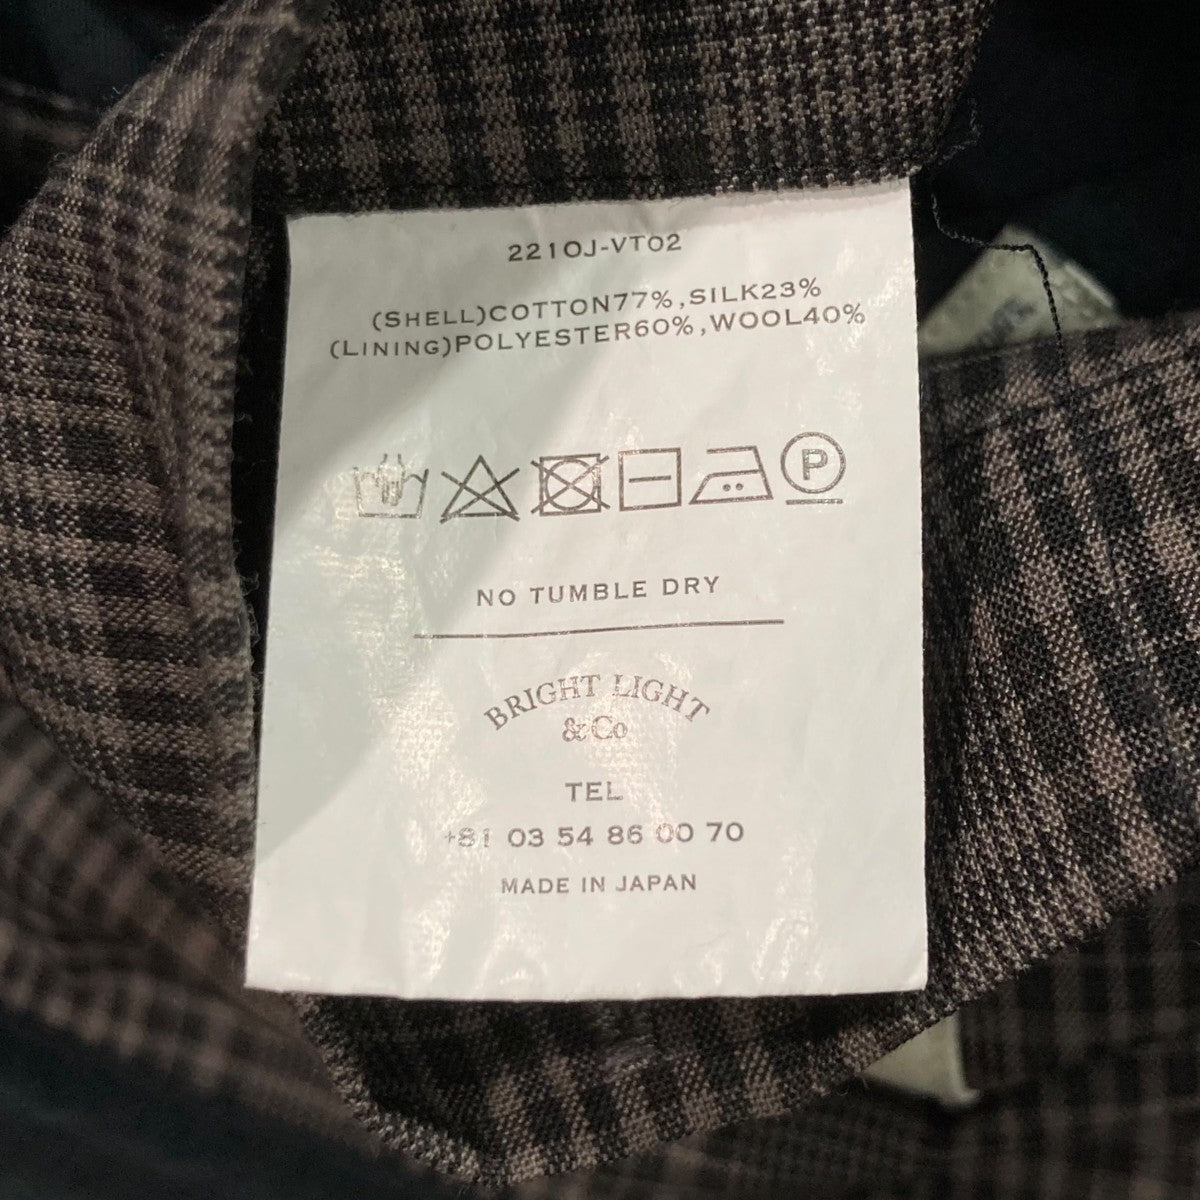 2210J-VT02
(SHELL)COTTON77%,SILK23%
(LINING)POLYESTER60%,WOOL40%
P
NO TUMBLE DRY
BRIGHT LIGHT
&Co
TEL
+81 03 54 86 00 70
MADE IN JAPAN